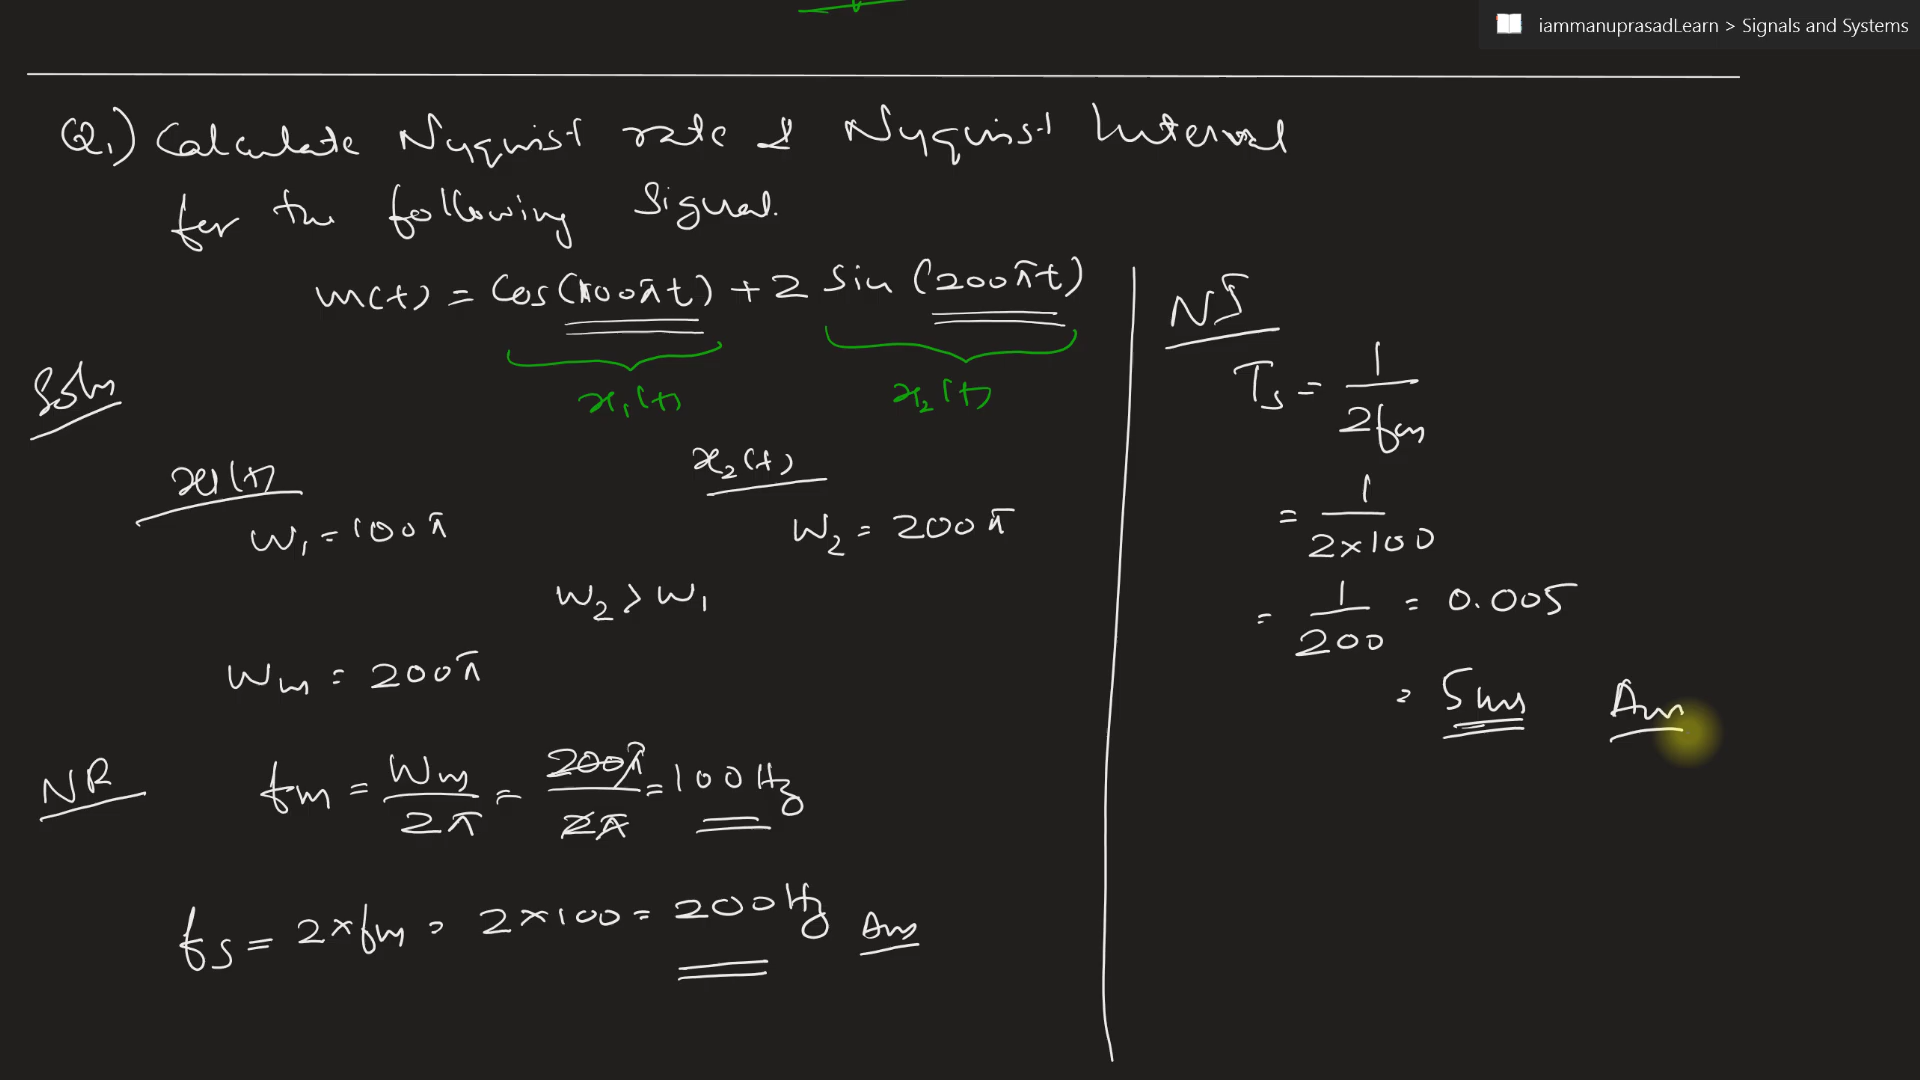 iammanuprasadLearn > Signals and Systems
Q1) Calculate Nyquist rate & Nyquist Interval
for the following Signal.
m(t) = Cos(100πt) + 2 Sin (200πt)
x1(t) x2(t)
Soln
x1(t) x2(t)
W1 = 100π W2 = 200π
W2 > W1
Wm = 200π
NR fm = Wm/2π = 200π/2π = 100 Hz
fs = 2×fm = 2×100 = 200 Hz Ans
NI
Ts = 1/2fm
= 1/2×100
= 1/200 = 0.005
= 5ms Ans